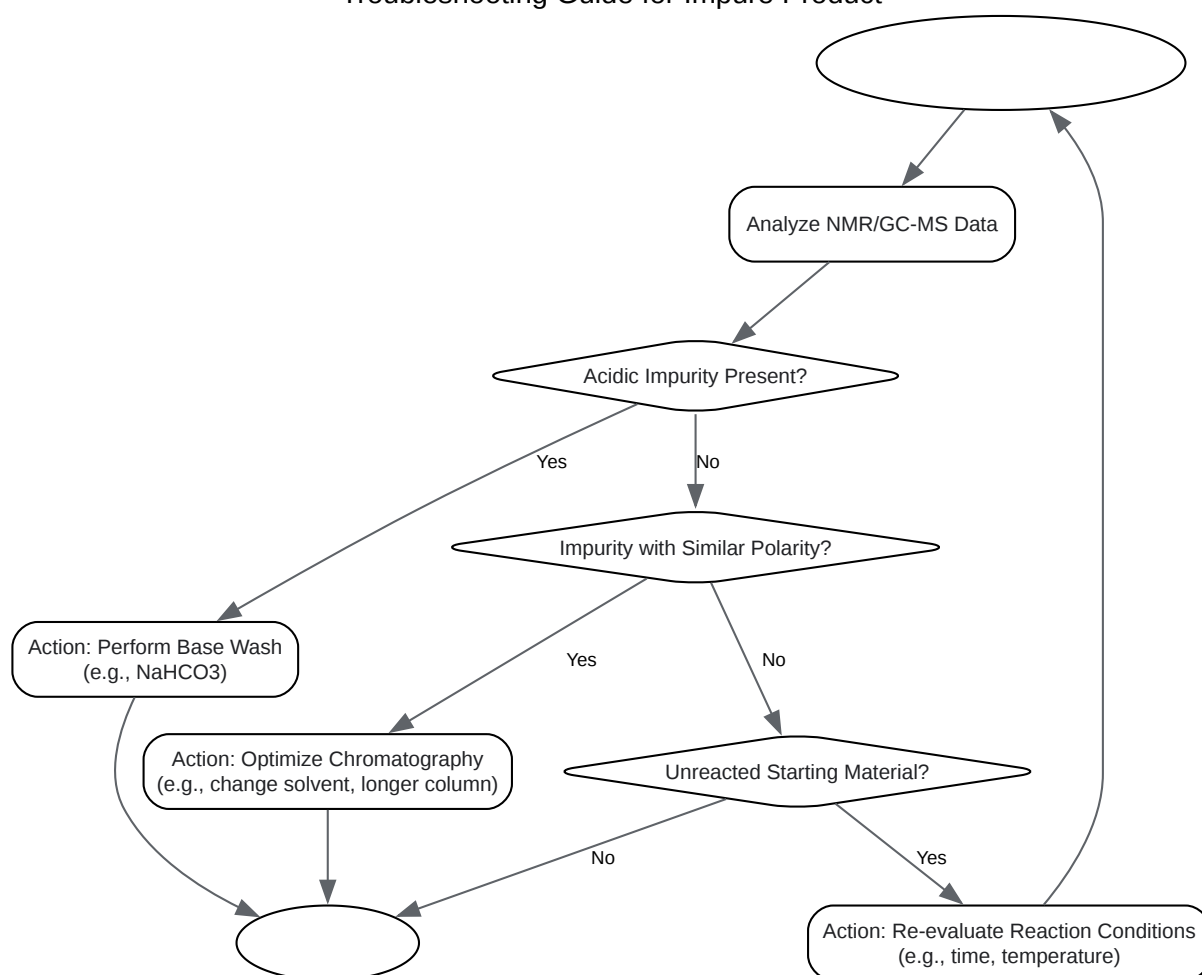 Troubleshooting Guide for Impure Product
Analyze NMR/GC-MS Data
Acidic Impurity Present?
Yes
No
Impurity with Similar Polarity?
Action: Perform Base Wash
(e.g., NaHCO3)
Yes
No
Action: Optimize Chromatography
(e.g., change solvent, longer column)
Unreacted Starting Material?
No
Yes
Action: Re-evaluate Reaction Conditions
(e.g., time, temperature)